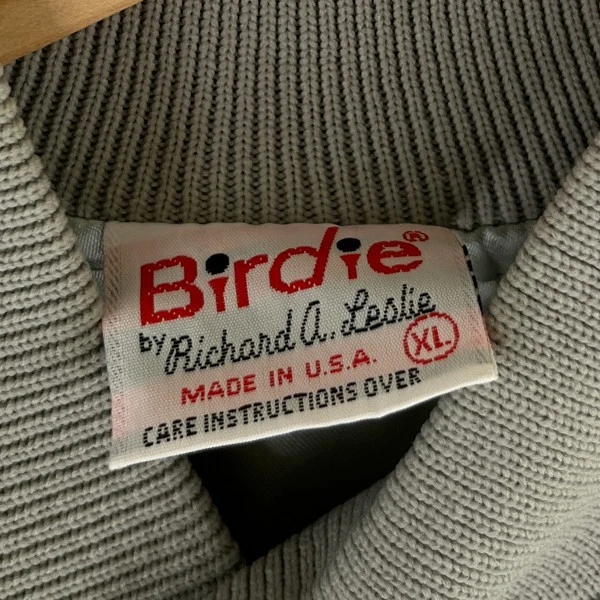 Birdie®
by Richard A. Leslie
XL
MADE IN U.S.A.
CARE INSTRUCTIONS OVER